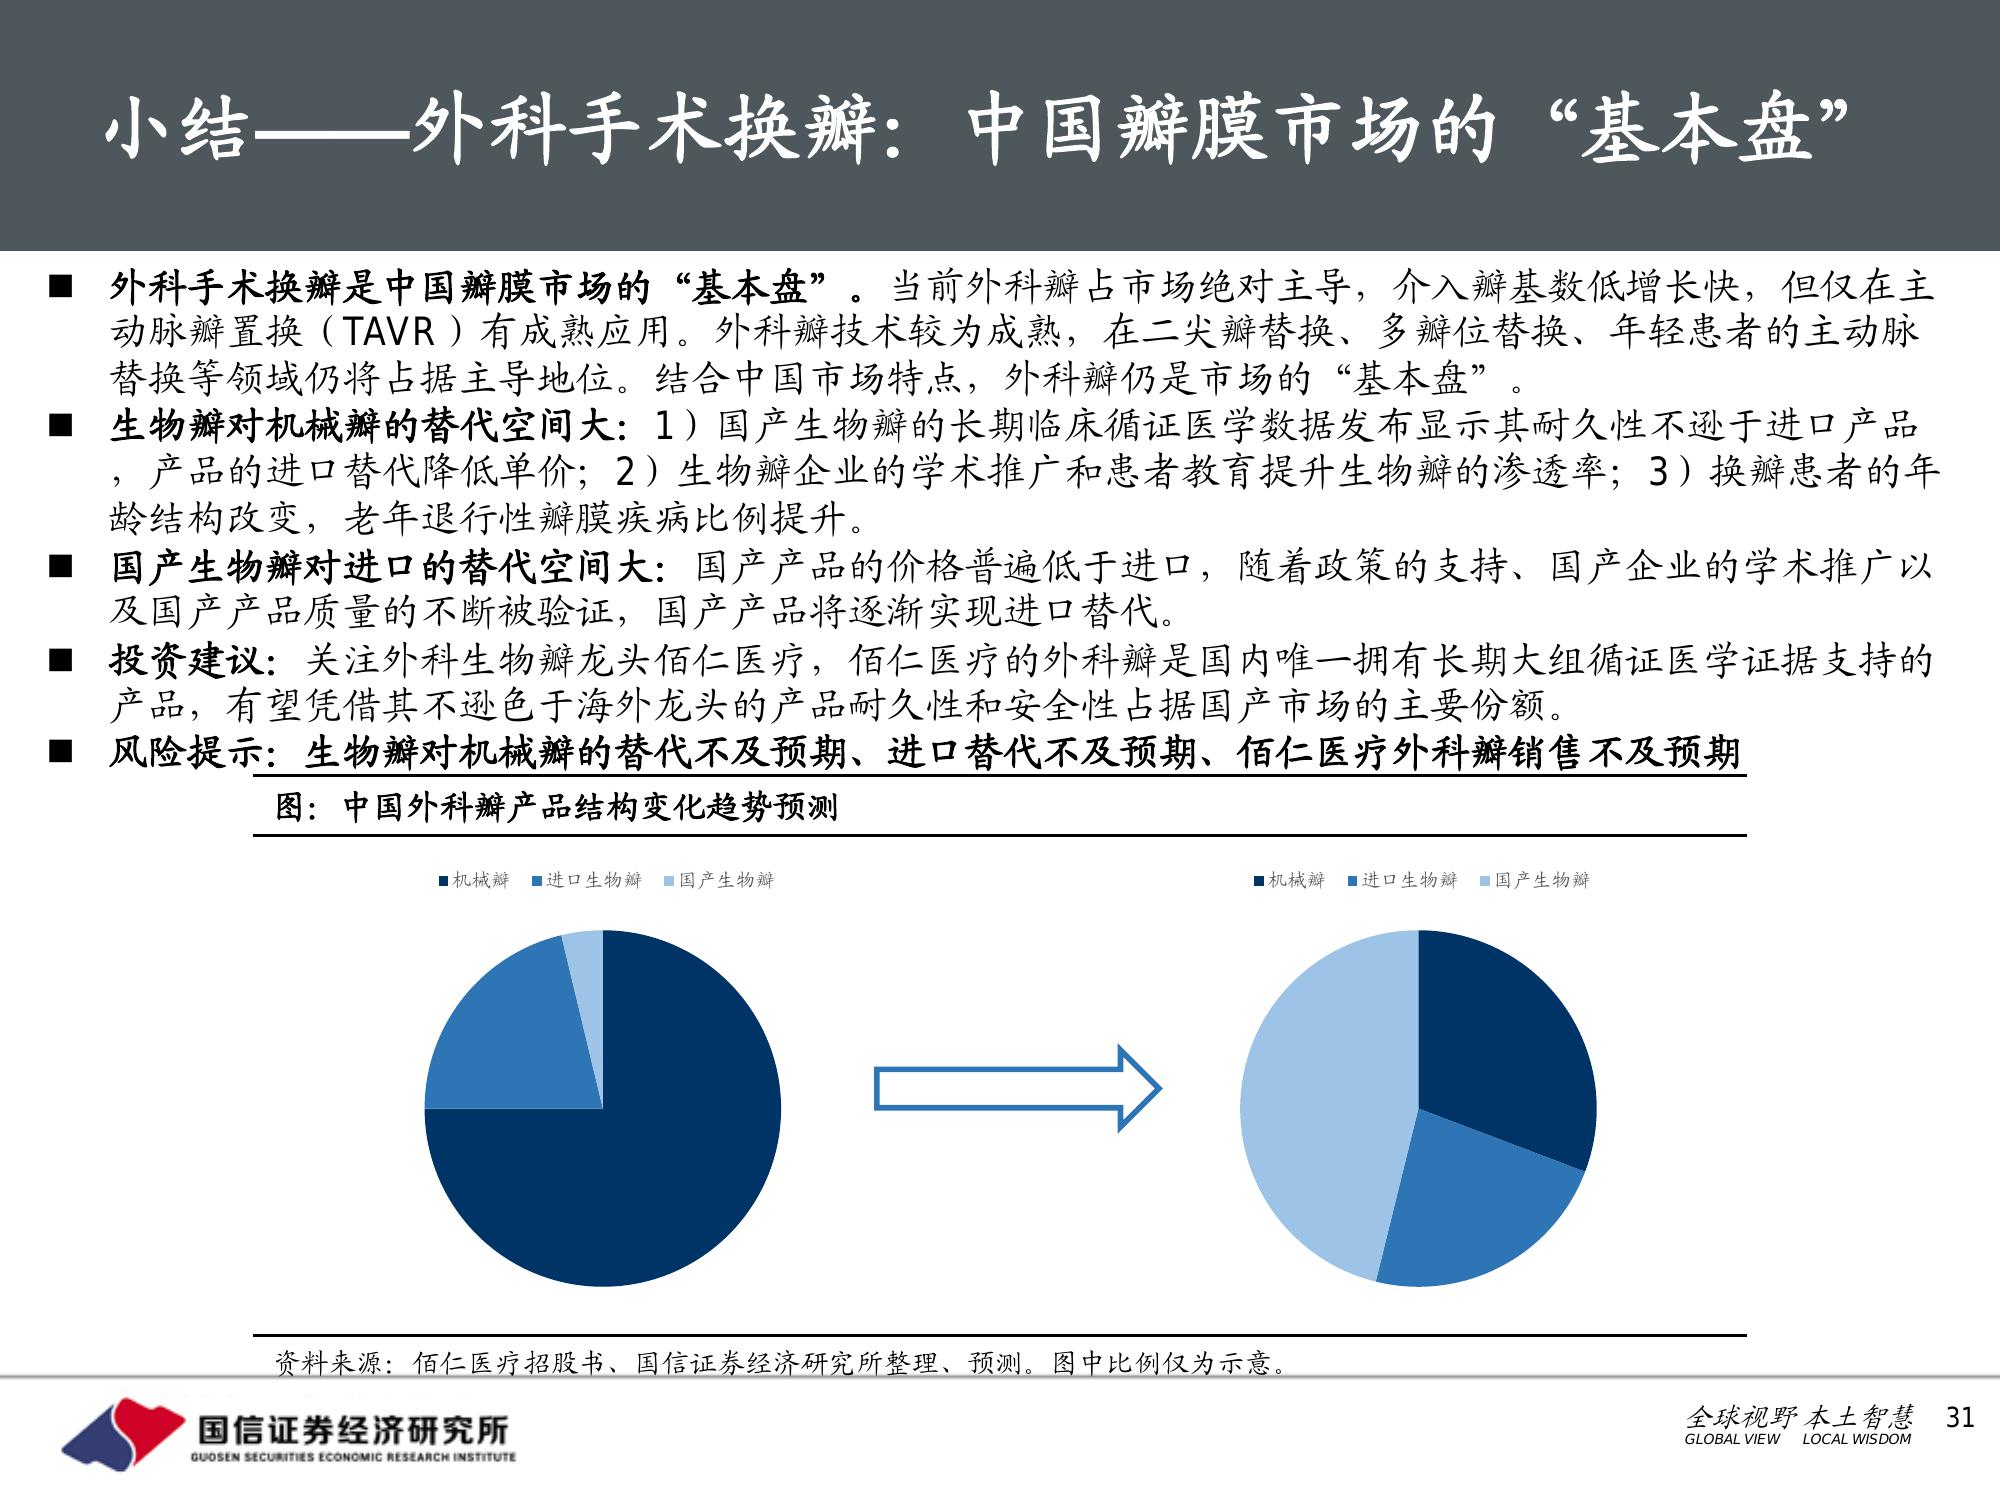 小结——外科手术换瓣：中国瓣膜市场的“基本盘”
■ 外科手术换瓣是中国瓣膜市场的“基本盘”。当前外科瓣占市场绝对主导，介入瓣基数低增长快，但仅在主
动脉瓣置换（TAVR）有成熟应用。外科瓣技术较为成熟，在二尖瓣替换、多瓣位替换、年轻患者的主动脉
替换等领域仍将占据主导地位。结合中国市场特点，外科瓣仍是市场的“基本盘”。
■ 生物瓣对机械瓣的替代空间大：1）国产生物瓣的长期临床循证医学数据发布显示其耐久性不逊于进口产品
，产品的进口替代降低单价；2）生物瓣企业的学术推广和患者教育提升生物瓣的渗透率；3）换瓣患者的年
龄结构改变，老年退行性瓣膜疾病比例提升。
■ 国产生物瓣对进口的替代空间大：国产产品的价格普遍低于进口，随着政策的支持、国产企业的学术推广以
及国产产品质量的不断被验证，国产产品将逐渐实现进口替代。
■ 投资建议：关注外科生物瓣龙头佰仁医疗，佰仁医疗的外科瓣是国内唯一拥有长期大组循证医学证据支持的
产品，有望凭借其不逊色于海外龙头的产品耐久性和安全性占据国产市场的主要份额。
■ 风险提示：生物瓣对机械瓣的替代不及预期、进口替代不及预期、佰仁医疗外科瓣销售不及预期
图：中国外科瓣产品结构变化趋势预测
机械瓣 进口生物瓣 国产生物瓣
机械瓣 进口生物瓣 国产生物瓣
资料来源：佰仁医疗招股书、国信证券经济研究所整理、预测。图中比例仅为示意。
国信证券经济研究所
GUOSEN SECURITIES ECONOMIC RESEARCH INSTITUTE
全球视野 本土智慧
GLOBAL VIEW LOCAL WISDOM
31